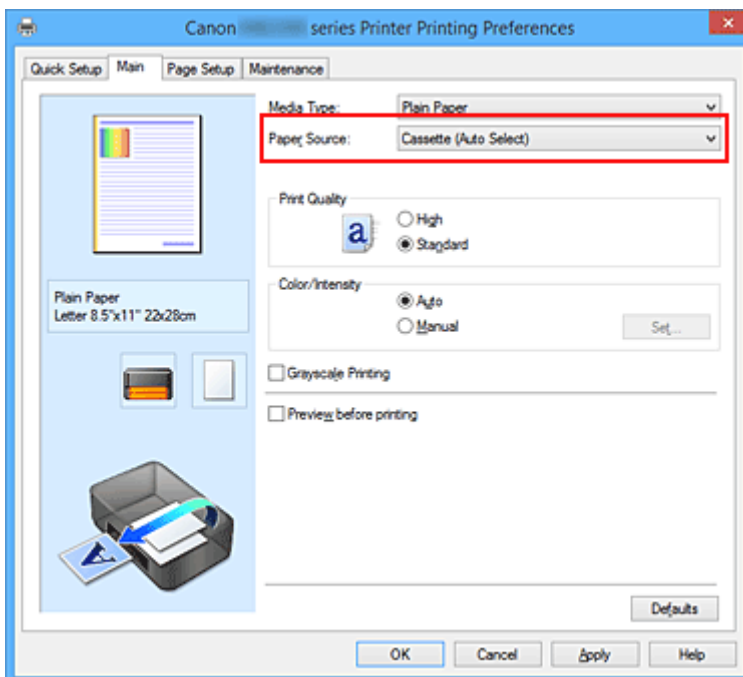 Canon series Printer Printing Preferences
Quick Setup Main Page Setup Maintenance
Media Type: Plain Paper
Paper Source: Cassette (Auto Select)
Print Quality
a
High
Standard
Plain Paper
Letter 8.5"x11" 22x28cm
Color/Intensity
Auto
Manual
Set...
Grayscale Printing
Preview before printing
A
Defaults
OK Cancel Apply Help